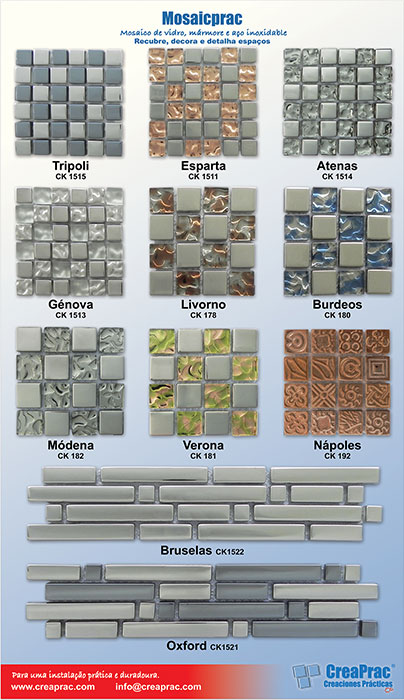 Mosaicprac
Mosaico de vidro, mármore e aço inoxidable
Recubre, decora e detalha espaços
Tripoli
CK 1515
Esparta
CK 1511
Atenas
CK 1514
Génova
CK 1513
Livorno
CK 178
Burdeos
CK 180
Módena
CK 182
Verona
CK 181
Nápoles
CK 192
Bruselas CK1522
Oxford CK1521
Para uma instalação prática e duradoura.
www.creaprac.com info@creaprac.com
CreaPrac®
Creaciones Prácticas